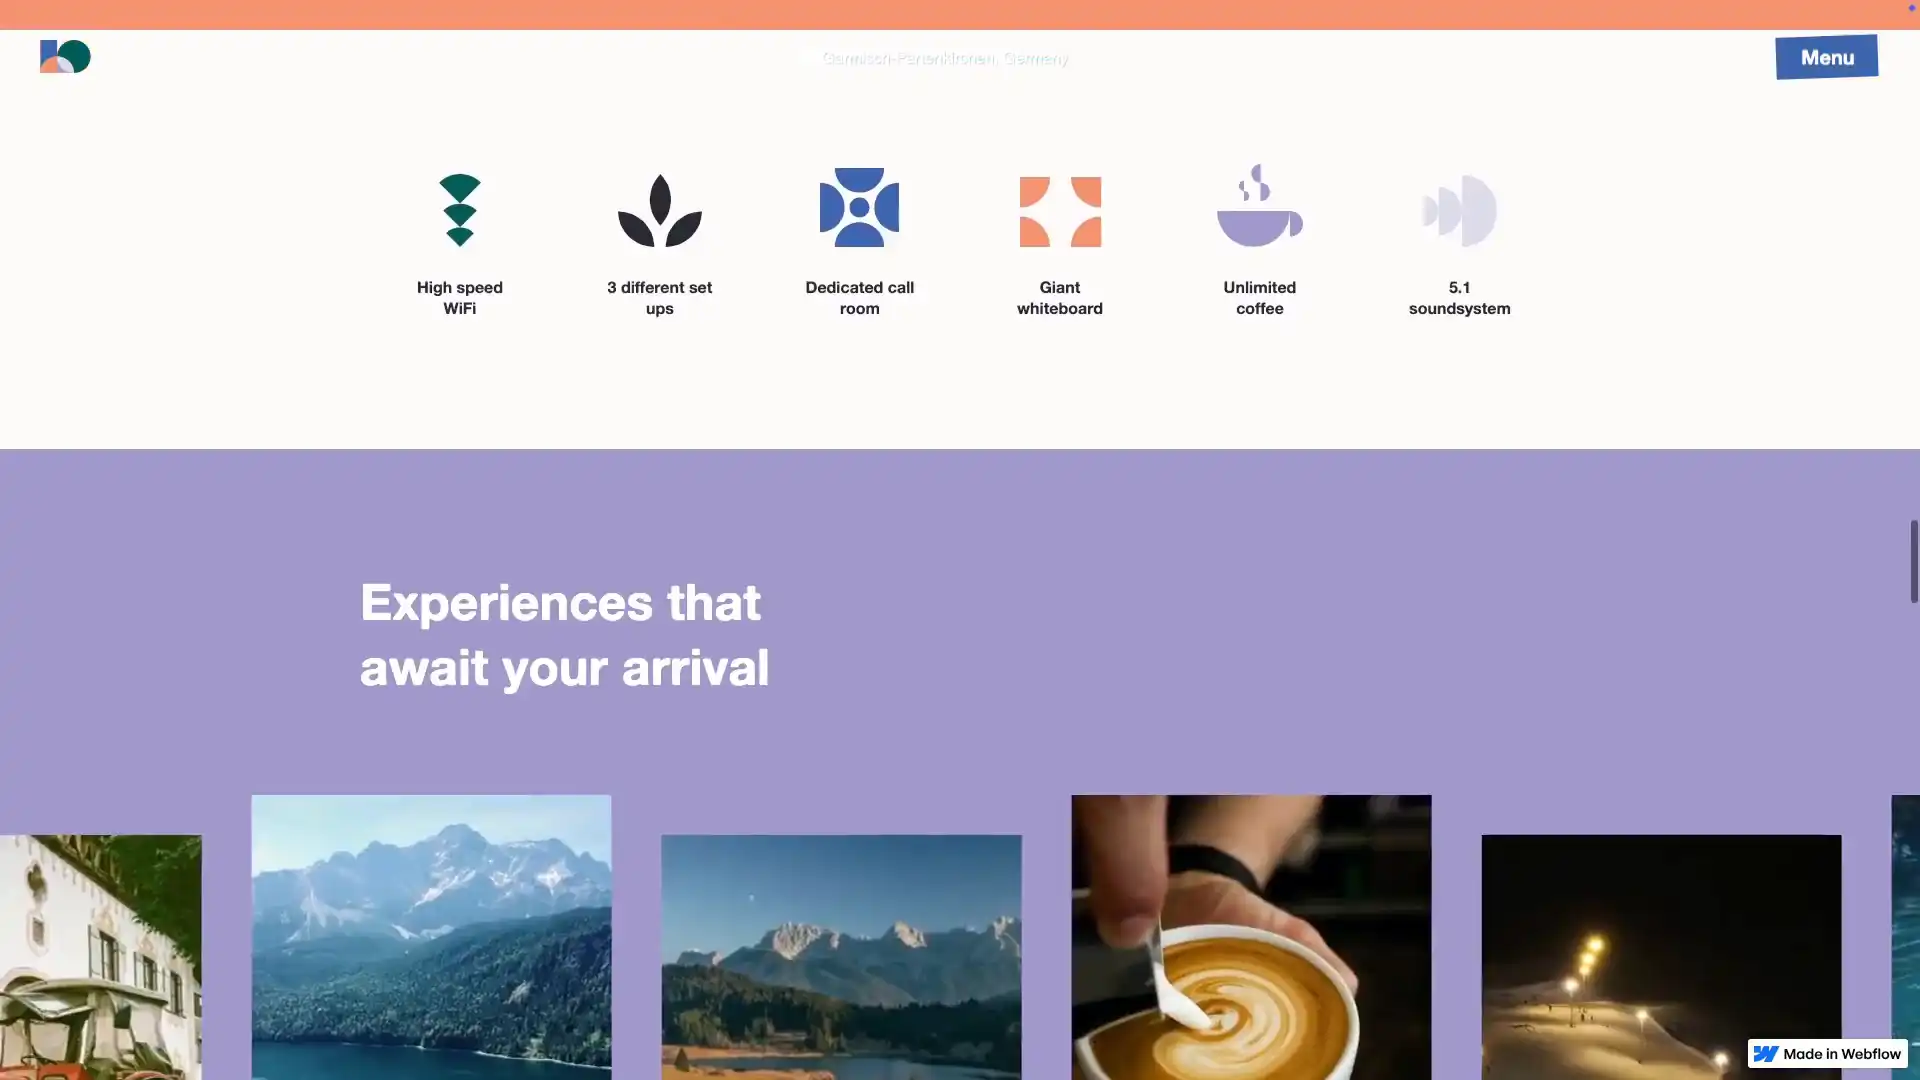 Garmisch-Partenkirchen, Germany
Menu
High speed
WiFi
3 different set
ups
Dedicated call
room
Giant
whiteboard
Unlimited
coffee
5.1
soundsystem
Experiences that
await your arrival
Made in Webflow